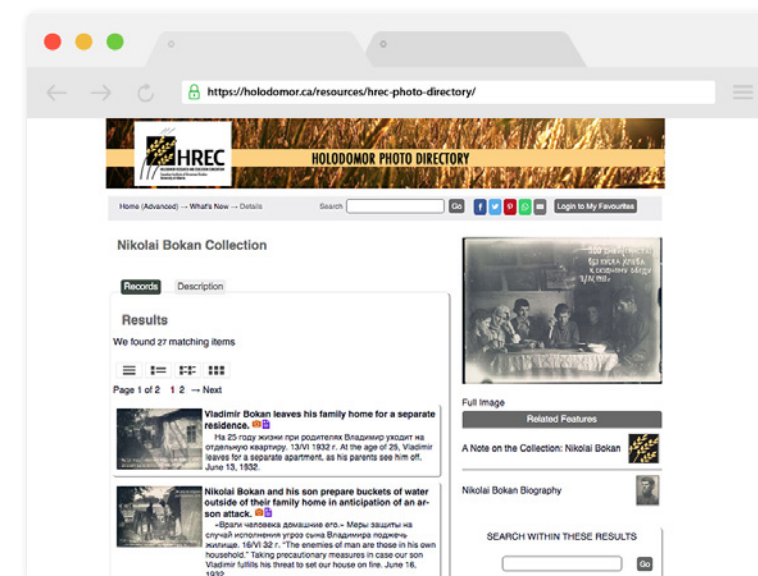 https://holodomor.ca/resources/hrec-photo-directory/
HREC
HOLODOMOR PHOTO DIRECTORY
Home (Advanced) → What's New → Details
Search
Go
Login to My Favourites
Nikolai Bokan Collection
Records
Description
Results
We found 27 matching items
Page 1 of 2 1 2 → Next
Vladimir Bokan leaves his family home for a separate
residence.
На 25 году жизни при родителях Владимир уходит на
отдельную квартиру. 13/VI 1932 г. At the age of 25, Vladimir
leaves for a separate apartment, as his parents see him off.
June 13, 1932.
Nikolai Bokan and his son prepare buckets of water
outside of their family home in anticipation of an ar-
son attack.
«Враги человека домашние его.» Меры защиты на
случай исполнения угроз сына Владимира поджечь
жилище. 16/VI 32 г. "The enemies of man are those in his own
household." Taking precautionary measures in case our son
Vladimir fulfills his threat to set our house on fire. June 16,
1932
Full Image
Related Features
A Note on the Collection: Nikolai Bokan
Nikolai Bokan Biography
SEARCH WITHIN THESE RESULTS
Go